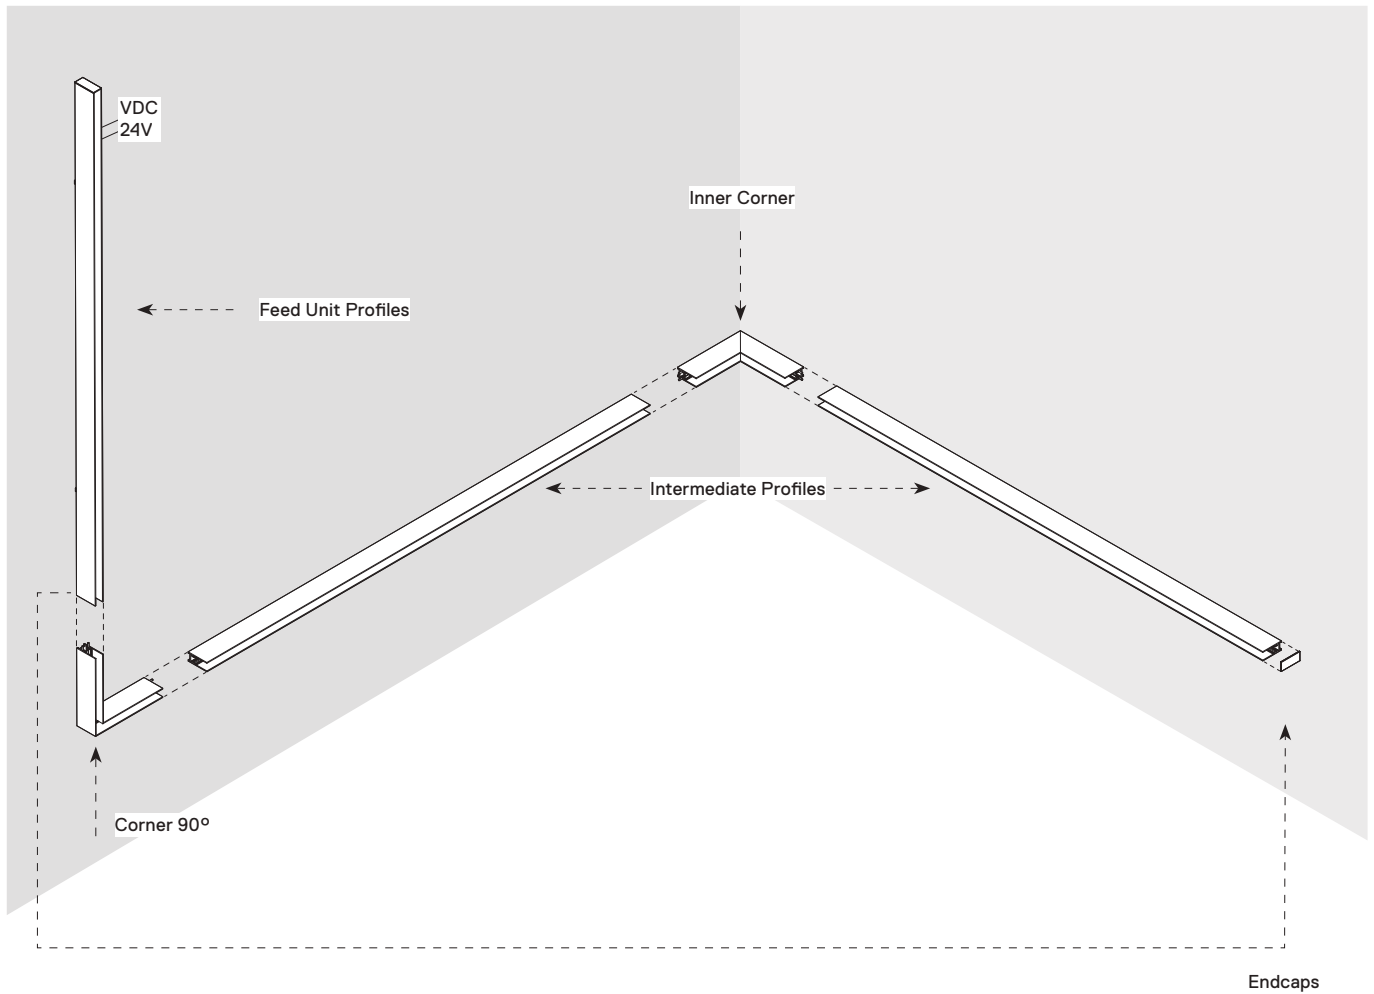 VDC
24V
Inner Corner
Feed Unit Profiles
Intermediate Profiles
Corner 90º
Endcaps